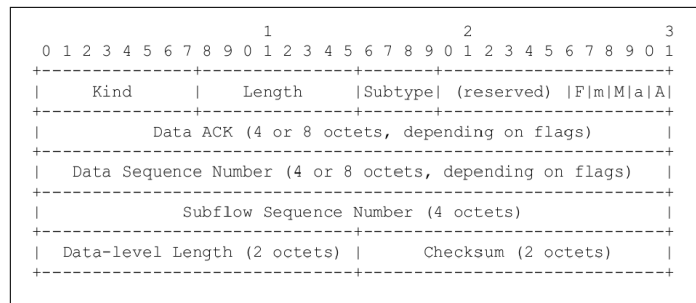 1                   2                   3
 0 1 2 3 4 5 6 7 8 9 0 1 2 3 4 5 6 7 8 9 0 1 2 3 4 5 6 7 8 9 0 1
+---------------+---------------+-------+----------------------+
|     Kind      |    Length     |Subtype| (reserved) |F|m|M|a|A|
+---------------+---------------+-------+----------------------+
|          Data ACK (4 or 8 octets, depending on flags)        |
+--------------------------------------------------------------+
|   Data Sequence Number (4 or 8 octets, depending on flags)   |
+--------------------------------------------------------------+
|              Subflow Sequence Number (4 octets)              |
+-------------------------------+------------------------------+
|  Data-level Length (2 octets) |      Checksum (2 octets)     |
+-------------------------------+------------------------------+